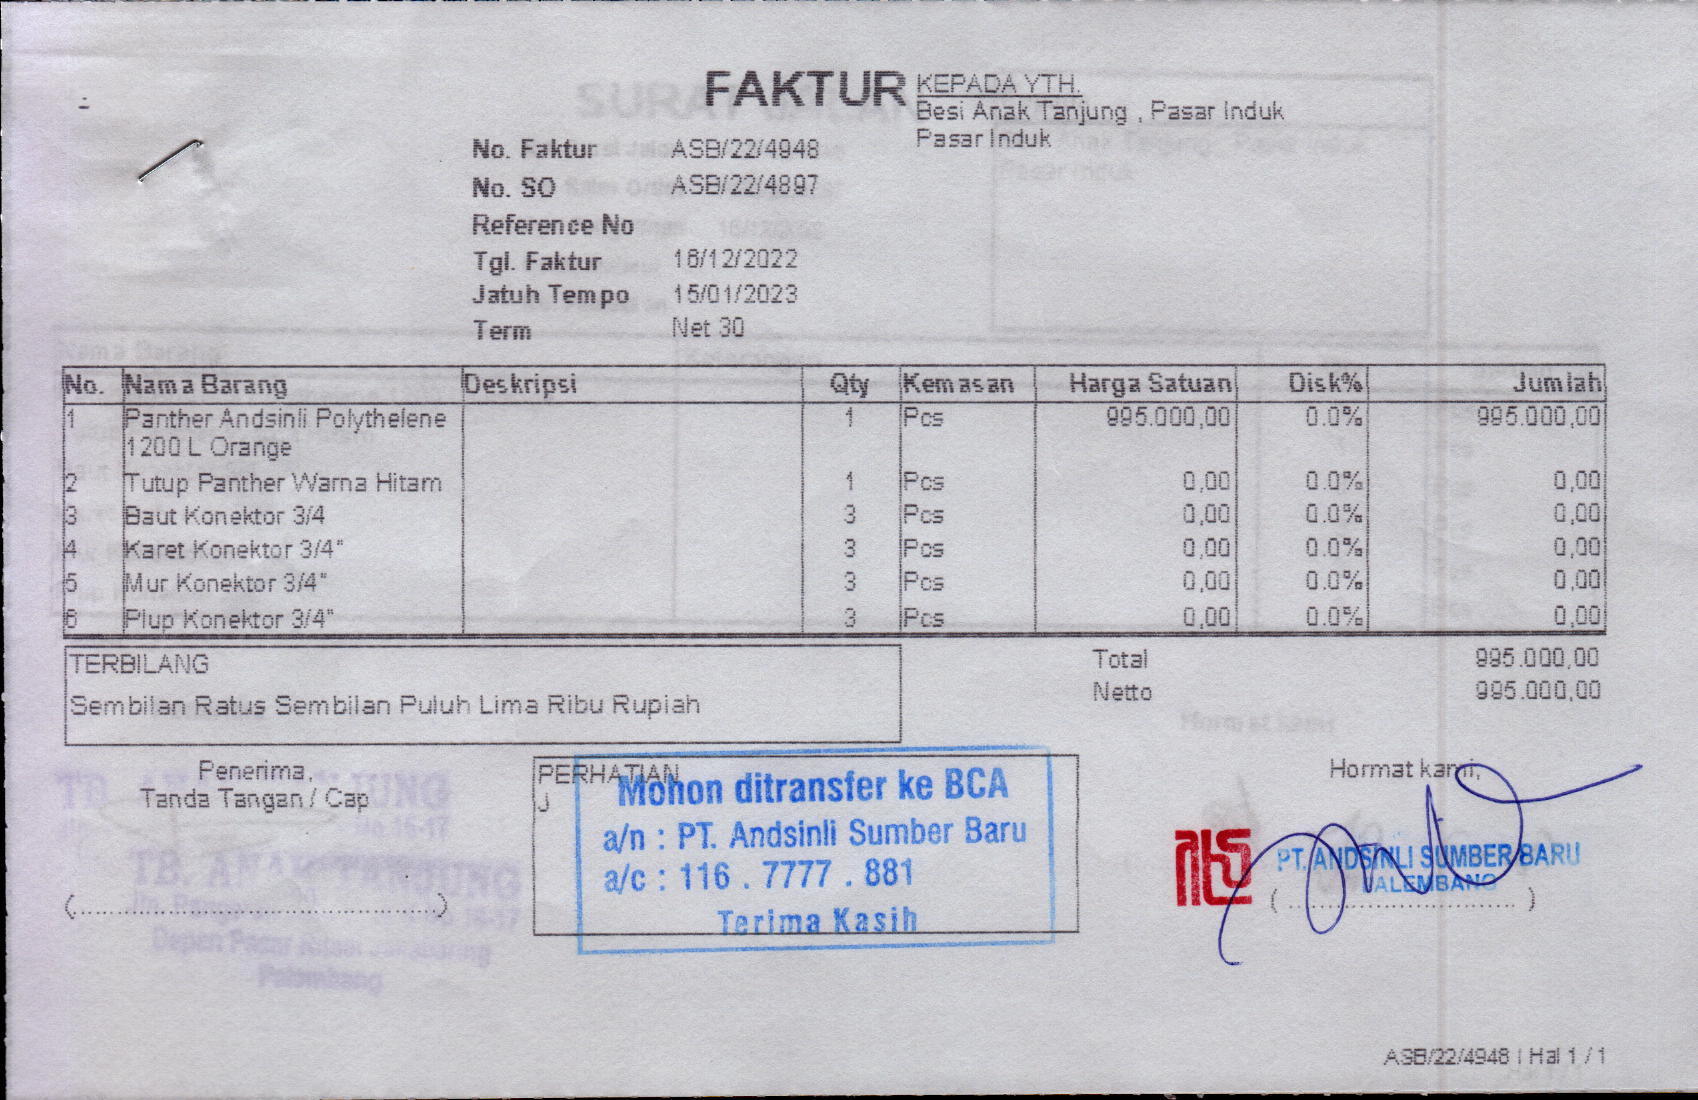 FAKTUR
KEPADA YTH.
Besi Anak Tanjung , Pasar Induk
Pasar Induk
No. Faktur ASB/22/4948
No. SO ASB/22/4897
Reference No
Tgl. Faktur 16/12/2022
Jatuh Tempo 15/01/2023
Term Net 30
No. Nama Barang Deskripsi Qty Kemasan Harga Satuan Disk% Jumlah
1 Panther Andsinli Polythelene 1 Pcs 995.000,00 0.0% 995.000,00
1200 L Orange
2 Tutup Panther Warna Hitam 1 Pcs 0,00 0.0% 0,00
3 Baut Konektor 3/4 3 Pcs 0,00 0.0% 0,00
4 Karet Konektor 3/4" 3 Pcs 0,00 0.0% 0,00
5 Mur Konektor 3/4" 3 Pcs 0,00 0.0% 0,00
6 Plup Konektor 3/4" 3 Pcs 0,00 0.0% 0,00
TERBILANG
Sembilan Ratus Sembilan Puluh Lima Ribu Rupiah
Total 995.000,00
Netto 995.000,00
Penerima,
Tanda Tangan / Cap
(........................................)
TB. ANAK TANJUNG
No 16-17
Palembang
PERHATIAN
J
Mohon ditransfer ke BCA
a/n : PT. Andsinli Sumber Baru
a/c : 116 . 7777 . 881
Terima Kasih
Hormat kami,
PT. ANDSINLI SUMBER BARU
PALEMBANG
(..............................)
ASB/22/4948 | Hal 1 / 1